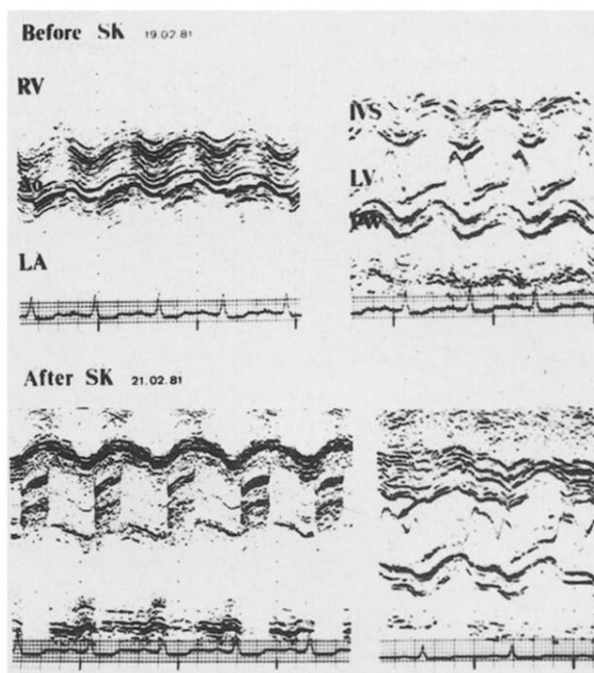 Before SK 19.02.81
RV
IVS
Ao
LV
PW
LA
After SK 21.02.81